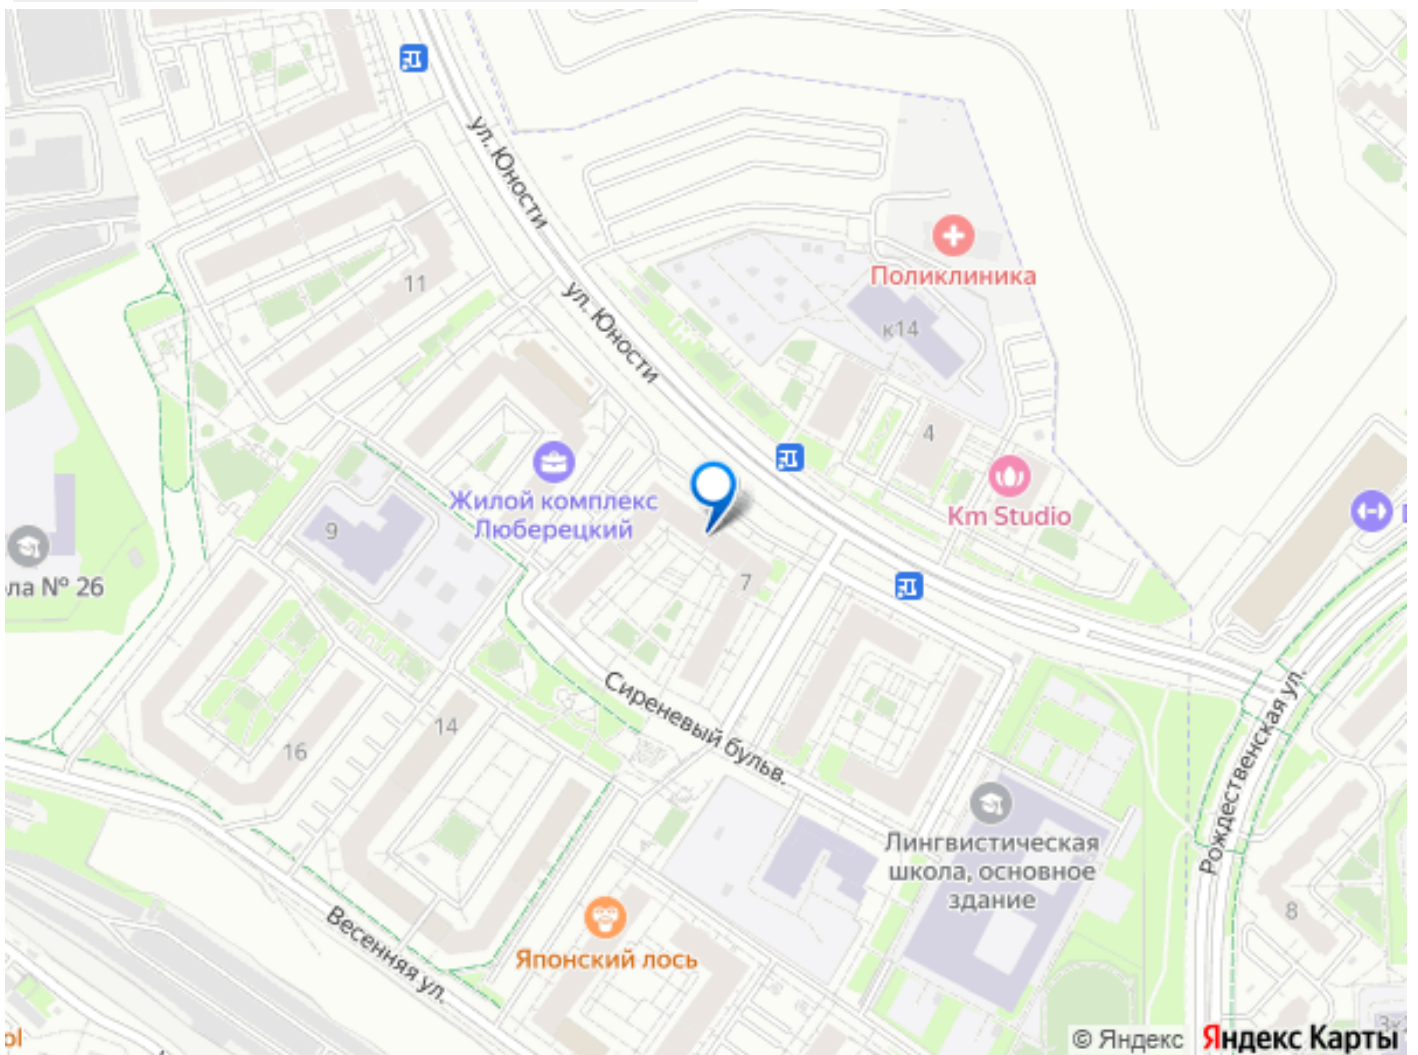 ул. Юности
ул. Юности
11
Поликлиника
к14
4
Km Studio
Жилой комплекс
Люберецкий
9
7
ла № 26
Сиреневый бульв.
14
16
Рождественская ул.
Лингвистическая
школа, основное
здание
8
Японский лось
Весенняя ул.
ol
© Яндекс
Яндекс Карты